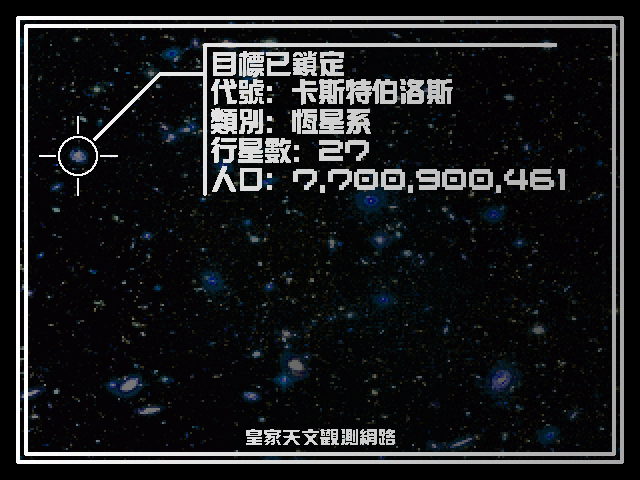 目標已鎖定
代號: 卡斯特伯洛斯
類別: 恆星系
行星數: 27
人口: 7,700,900,461
皇家天文觀測網路